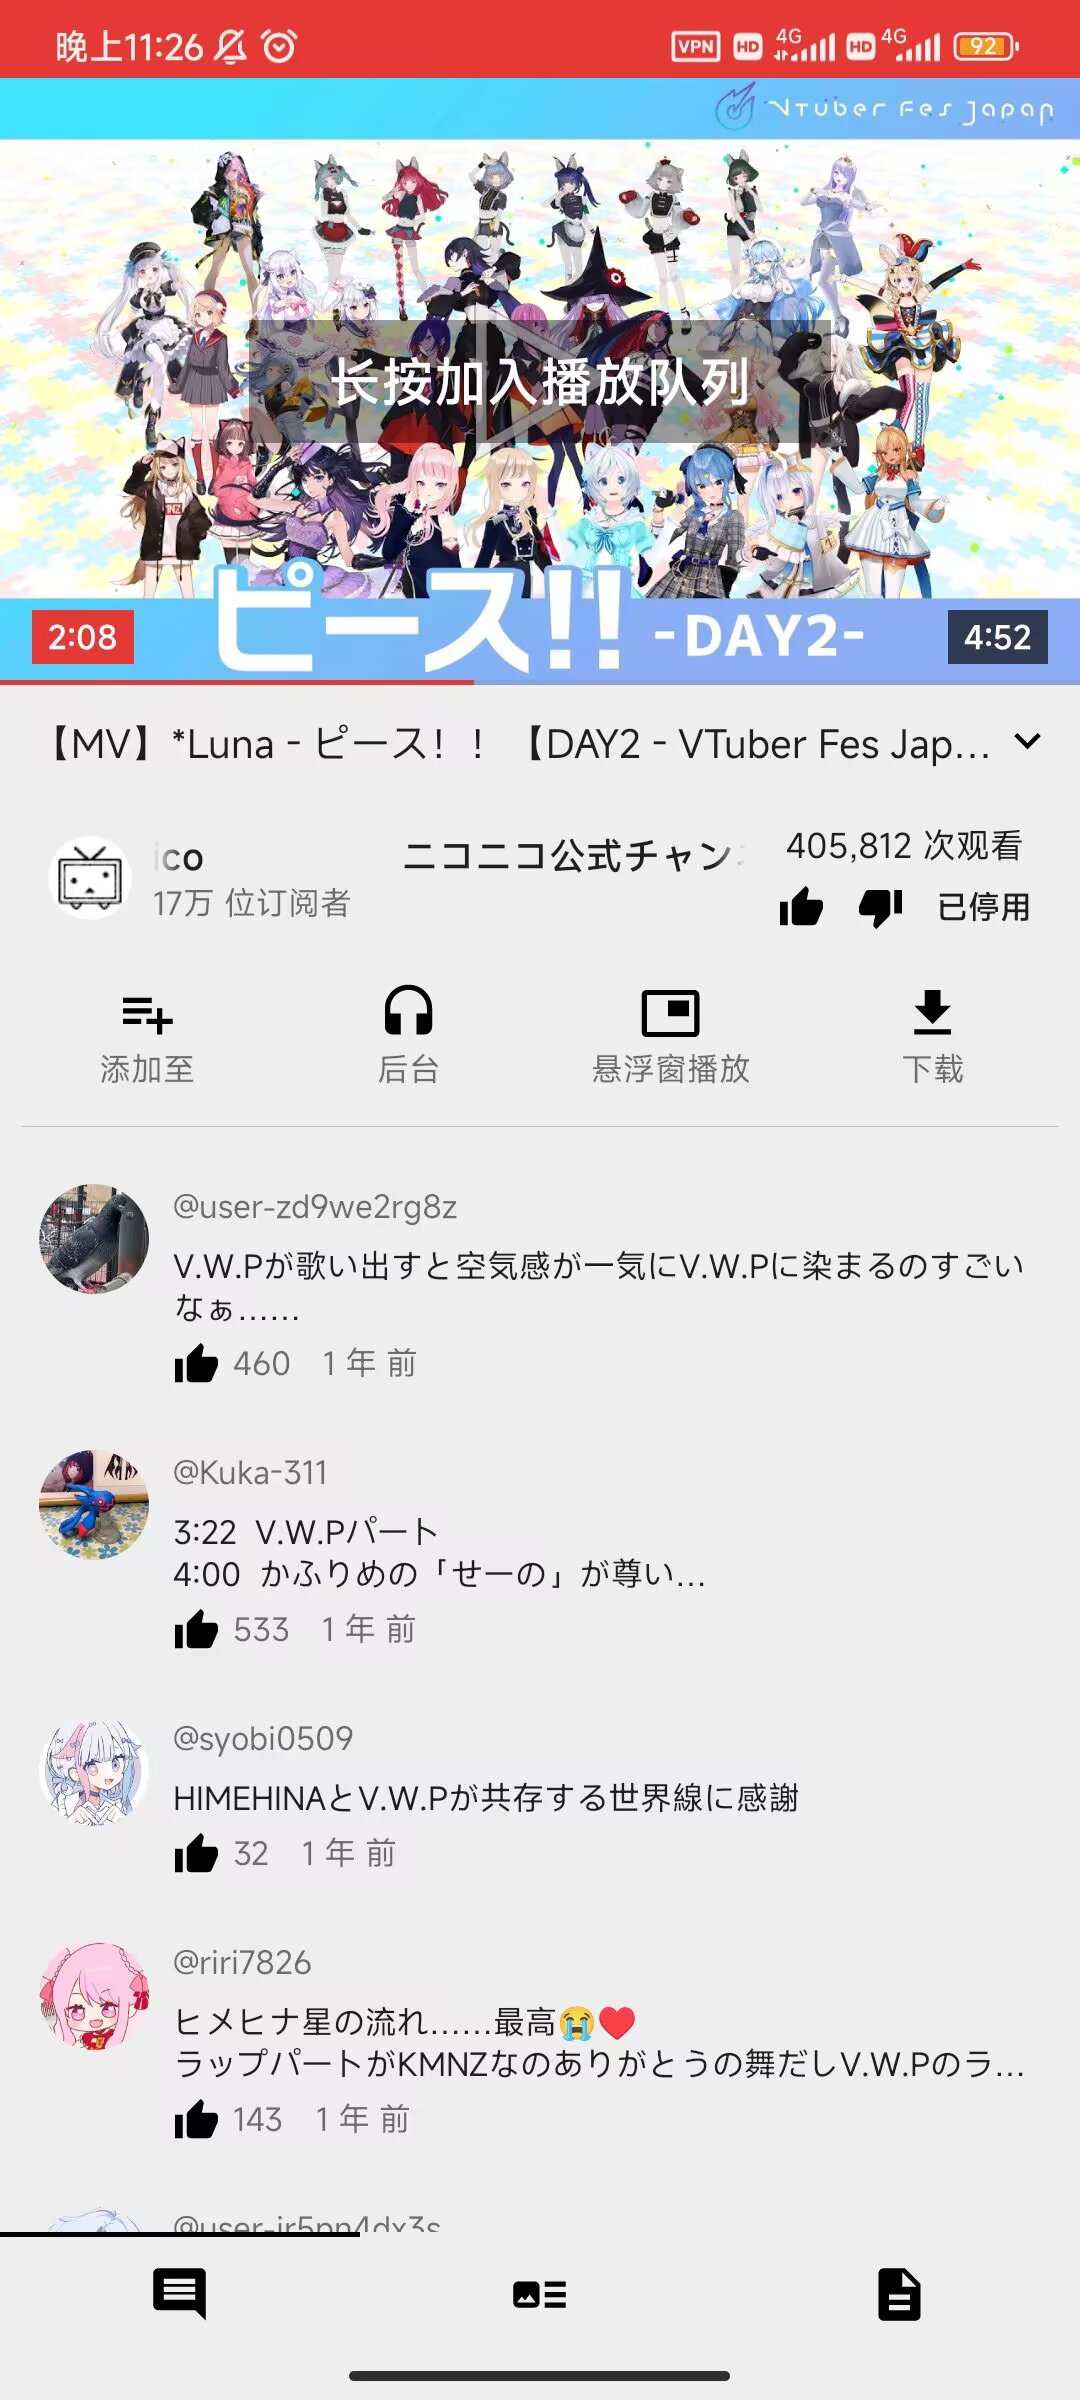 晚上11:26
VPN HD 4G HD 4G 92
VTuber Fes Japan
长按加入播放队列
ピース!! -DAY2-
2:08
4:52
【MV】*Luna - ピース！！【DAY2 - VTuber Fes Jap...
ico ニコニコ公式チャン
405,812 次观看
17万 位订阅者
已停用
添加至
后台
悬浮窗播放
下载
@user-zd9we2rg8z
V.W.Pが歌い出すと空気感が一気にV.W.Pに染まるのすごい
なぁ……
460 1 年 前
@Kuka-311
3:22 V.W.Pパート
4:00 かふりめの「せーの」が尊い…
533 1 年 前
@syobi0509
HIMEHINAとV.W.Pが共存する世界線に感謝
32 1 年 前
@riri7826
ヒメヒナ星の流れ……最高😭♥️
ラップパートがKMNZなのありがとうの舞だしV.W.Pのラ…
143 1 年 前
@user-ir5pn4dx3s